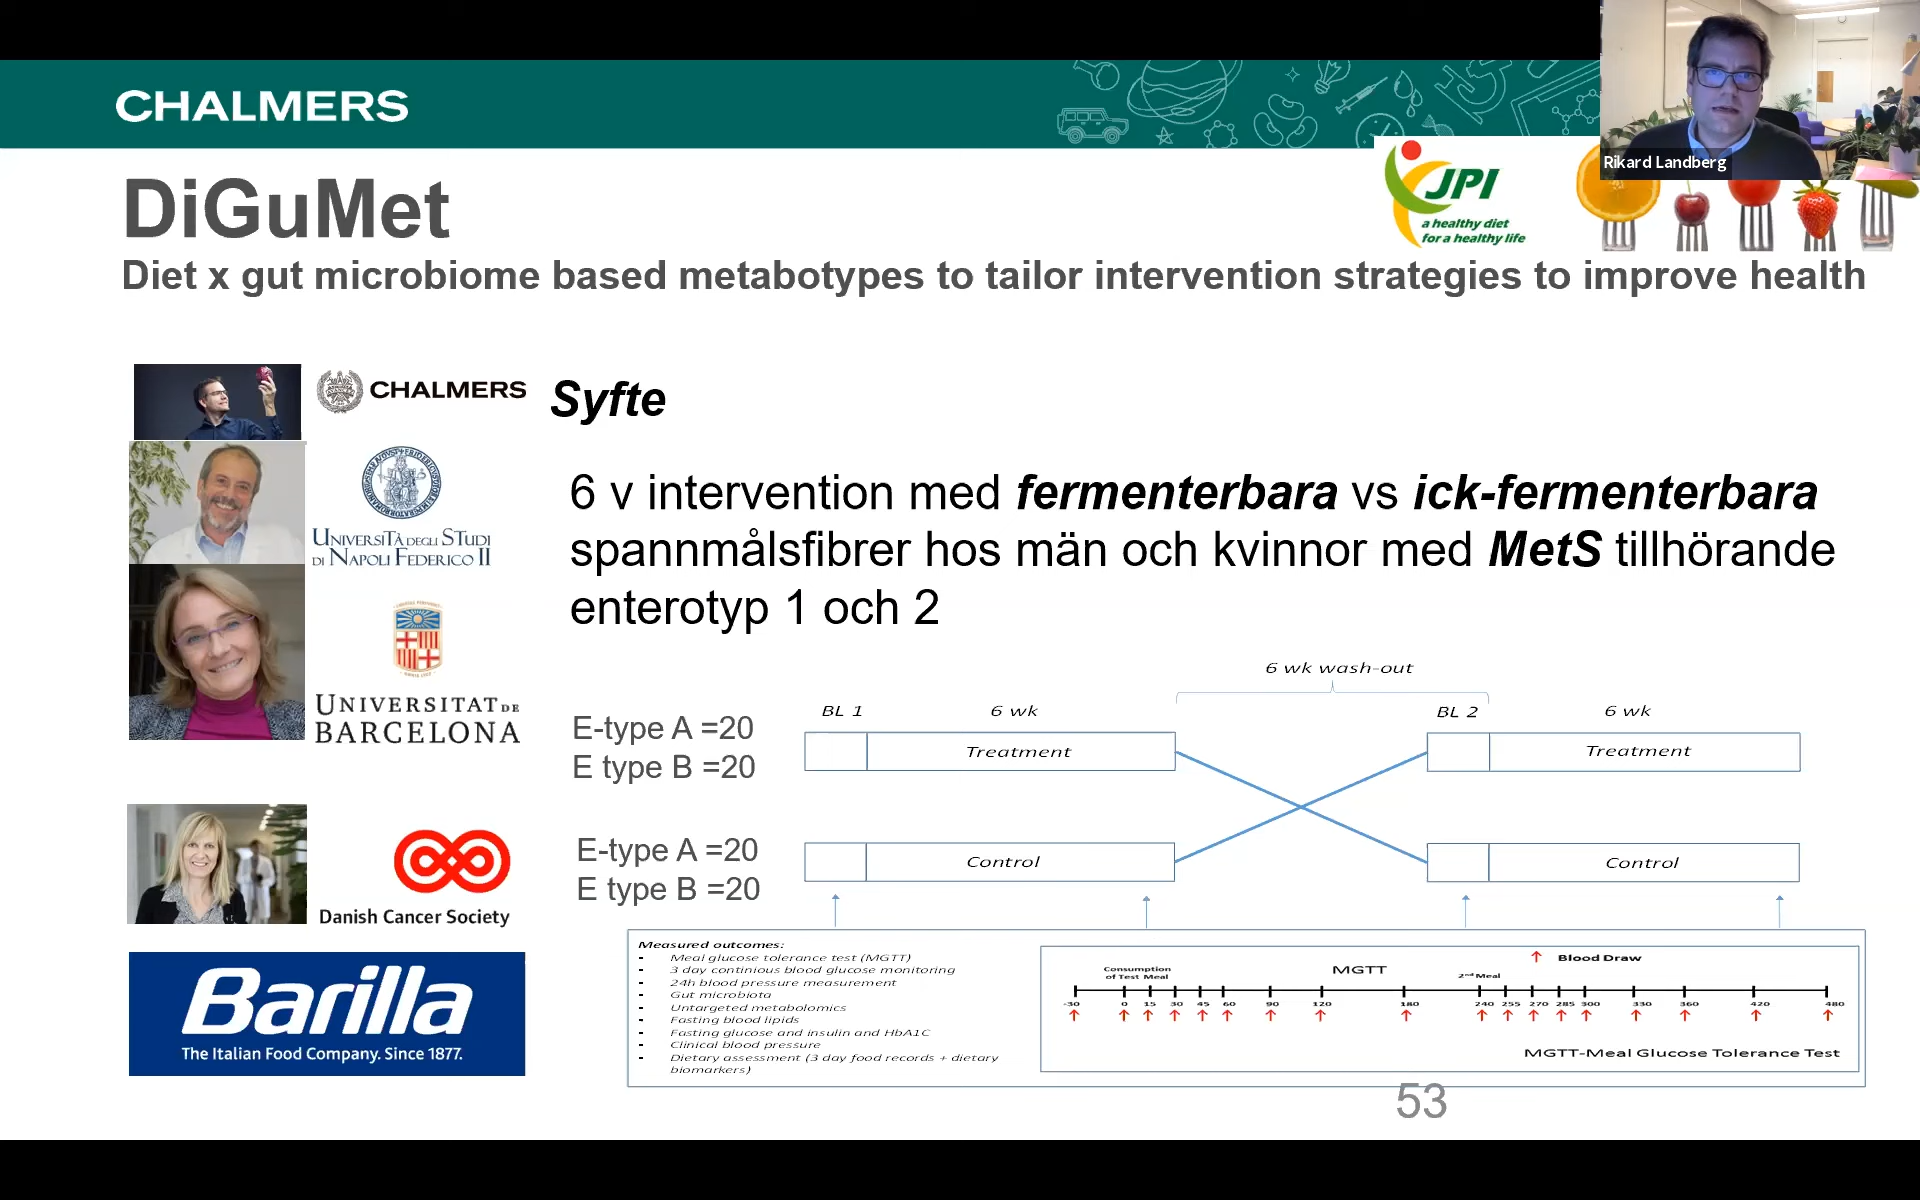 CHALMERS
Rikard Landberg
DiGuMet
JPI
a healthy diet
for a healthy life
Diet x gut microbiome based metabotypes to tailor intervention strategies to improve health
CHALMERS
Syfte
UNIVERSITÀ DEGLI STUDI
DI NAPOLI FEDERICO II
6 v intervention med fermenterbara vs ick-fermenterbara
spannmålsfibrer hos män och kvinnor med MetS tillhörande
enterotyp 1 och 2
UNIVERSITAT DE
BARCELONA
6 wk wash-out
BL 1
6 wk
BL 2
6 wk
E-type A =20
E type B =20
Treatment
Treatment
E-type A =20
E type B =20
Control
Control
Danish Cancer Society
Barilla
The Italian Food Company. Since 1877.
Measured outcomes:
▪ Meal glucose tolerance test (MGTT)
▪ 3 day continious blood glucose monitoring
▪ 24h blood pressure measurement
▪ Gut microbiota
▪ Untargeted metabolomics
▪ Fasting blood lipids
▪ Fasting glucose and insulin and HbA1C
▪ Clinical blood pressure
▪ Dietary assessment (3 day food records + dietary
biomarkers)
Blood Draw
Consumption
of Test Meal
MGTT
2nd Meal
-30 0 15 30 45 60 90 120 180 240 255 270 285 300 330 360 420 480
MGTT-Meal Glucose Tolerance Test
53